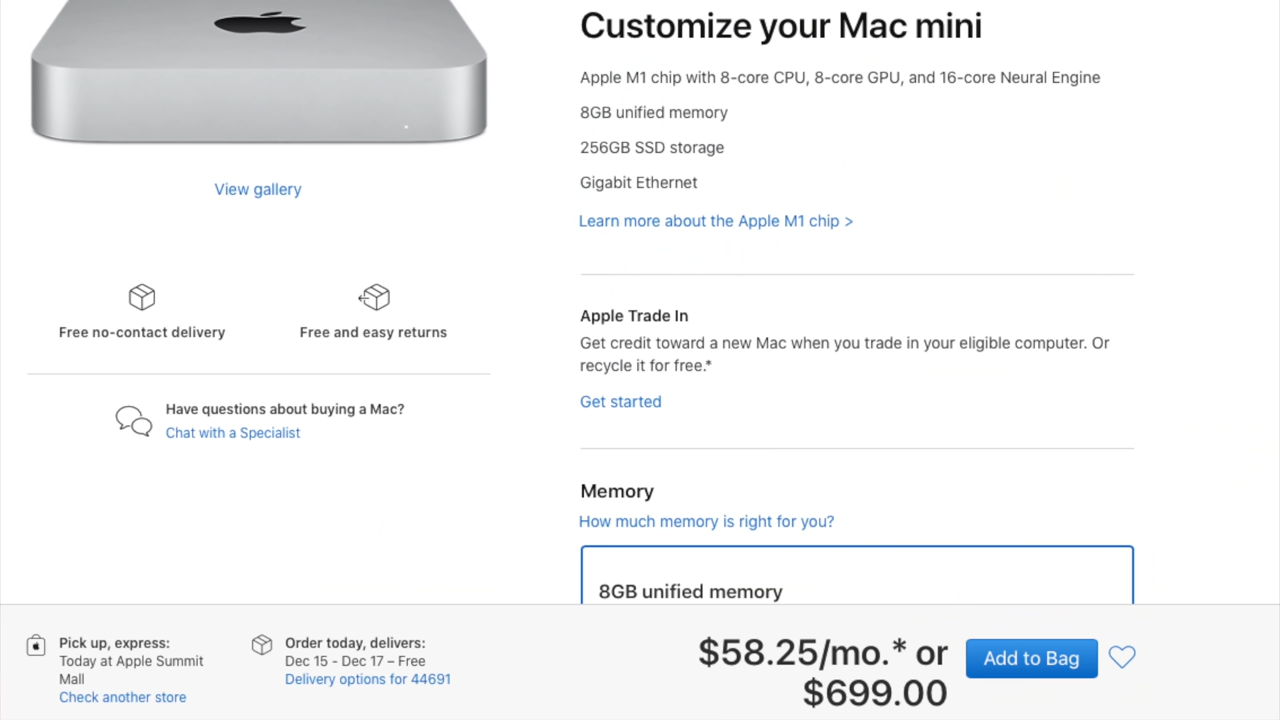 Customize your Mac mini
Apple M1 chip with 8-core CPU, 8-core GPU, and 16-core Neural Engine
8GB unified memory
256GB SSD storage
Gigabit Ethernet
Learn more about the Apple M1 chip >
View gallery
Free no-contact delivery
Free and easy returns
Have questions about buying a Mac?
Chat with a Specialist
Apple Trade In
Get credit toward a new Mac when you trade in your eligible computer. Or
recycle it for free.*
Get started
Memory
How much memory is right for you?
8GB unified memory
Pick up, express:
Today at Apple Summit
Mall
Check another store
Order today, delivers:
Dec 15 - Dec 17 – Free
Delivery options for 44691
$58.25/mo.* or
$699.00
Add to Bag